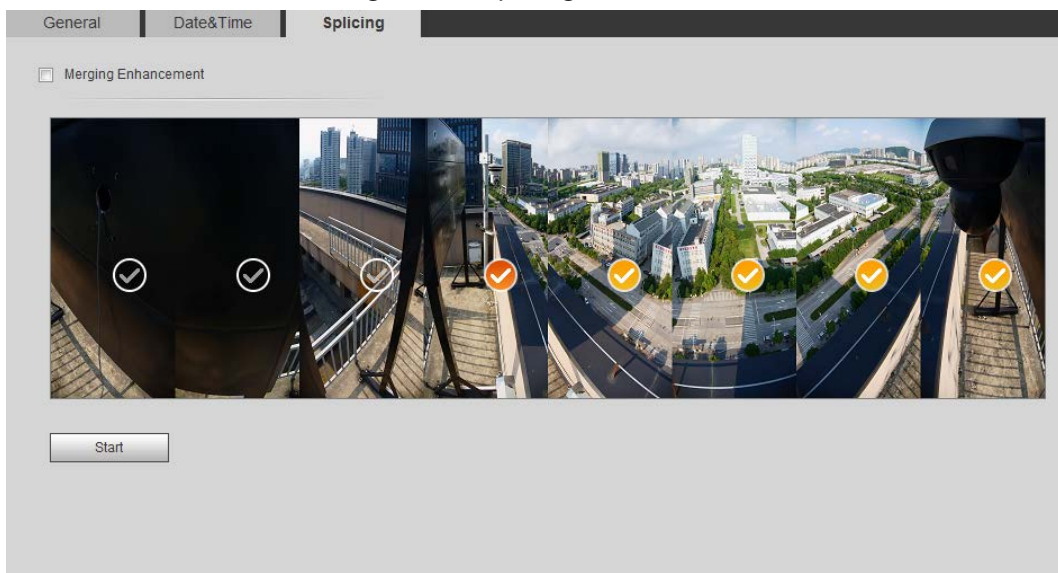 General
Date&Time
Splicing
Merging Enhancement
Start